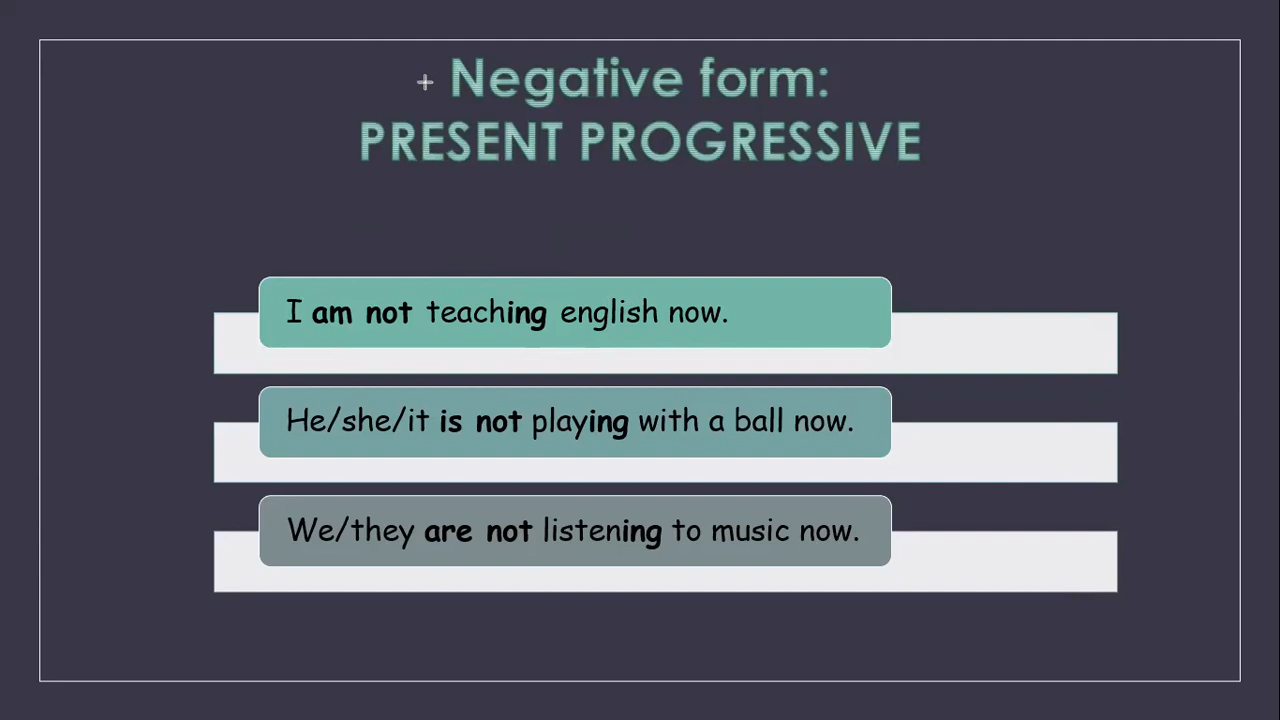 Negative form:
PRESENT PROGRESSIVE
I am not teaching english now.
He/she/it is not playing with a ball now.
We/they are not listening to music now.